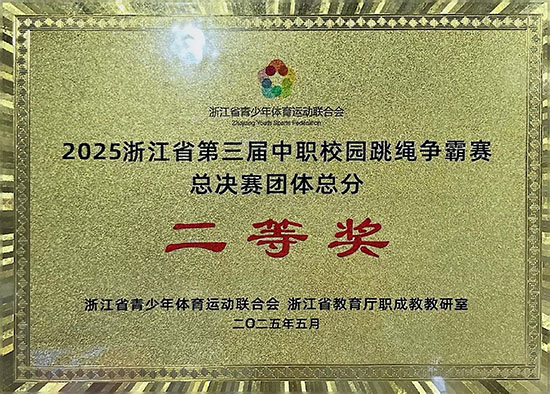 浙江省青少年体育运动联合会
Zhejiang Youth Sports Federation
2025浙江省第三届中职校园跳绳争霸赛
总决赛团体总分
二等奖
浙江省青少年体育运动联合会 浙江省教育厅职成教教研室
二〇二五年五月